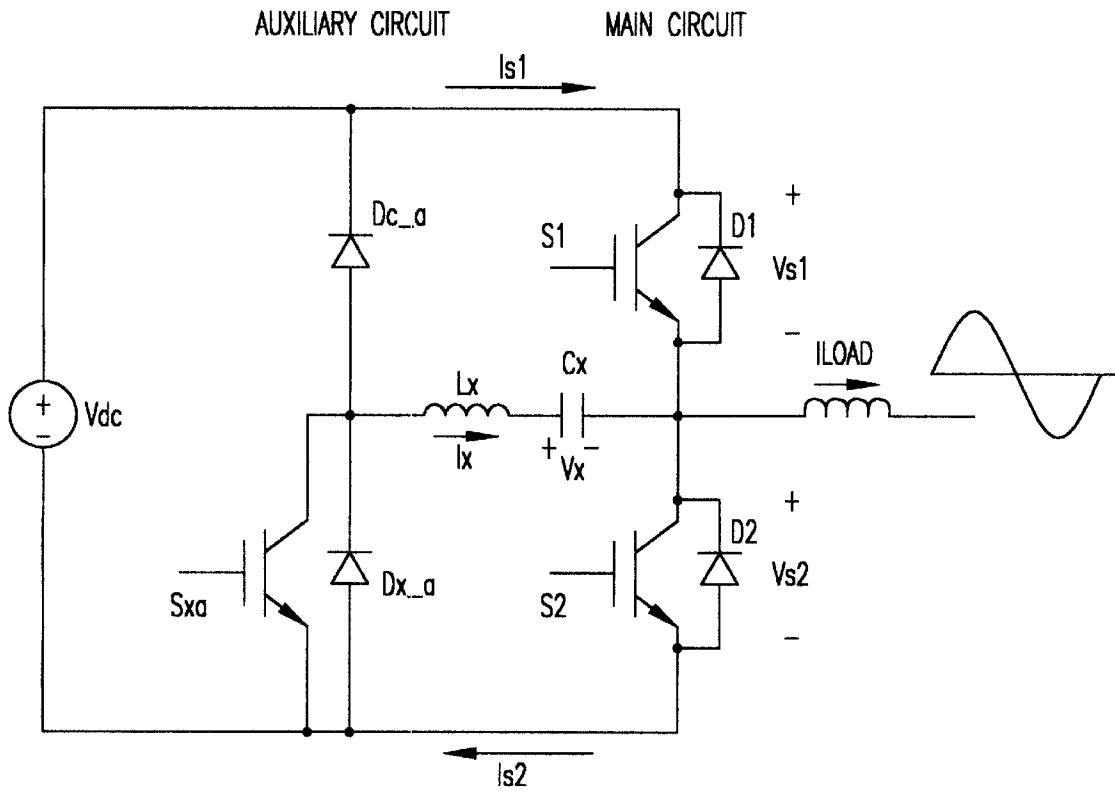 AUXILIARY CIRCUIT MAIN CIRCUIT
Is1
Dc_a
S1
D1
+
Vs1
-
Lx
Cx
ILOAD
+
-
Vdc
Ix
+ Vx -
Sxa
Dx_a
S2
D2
+
Vs2
-
Is2